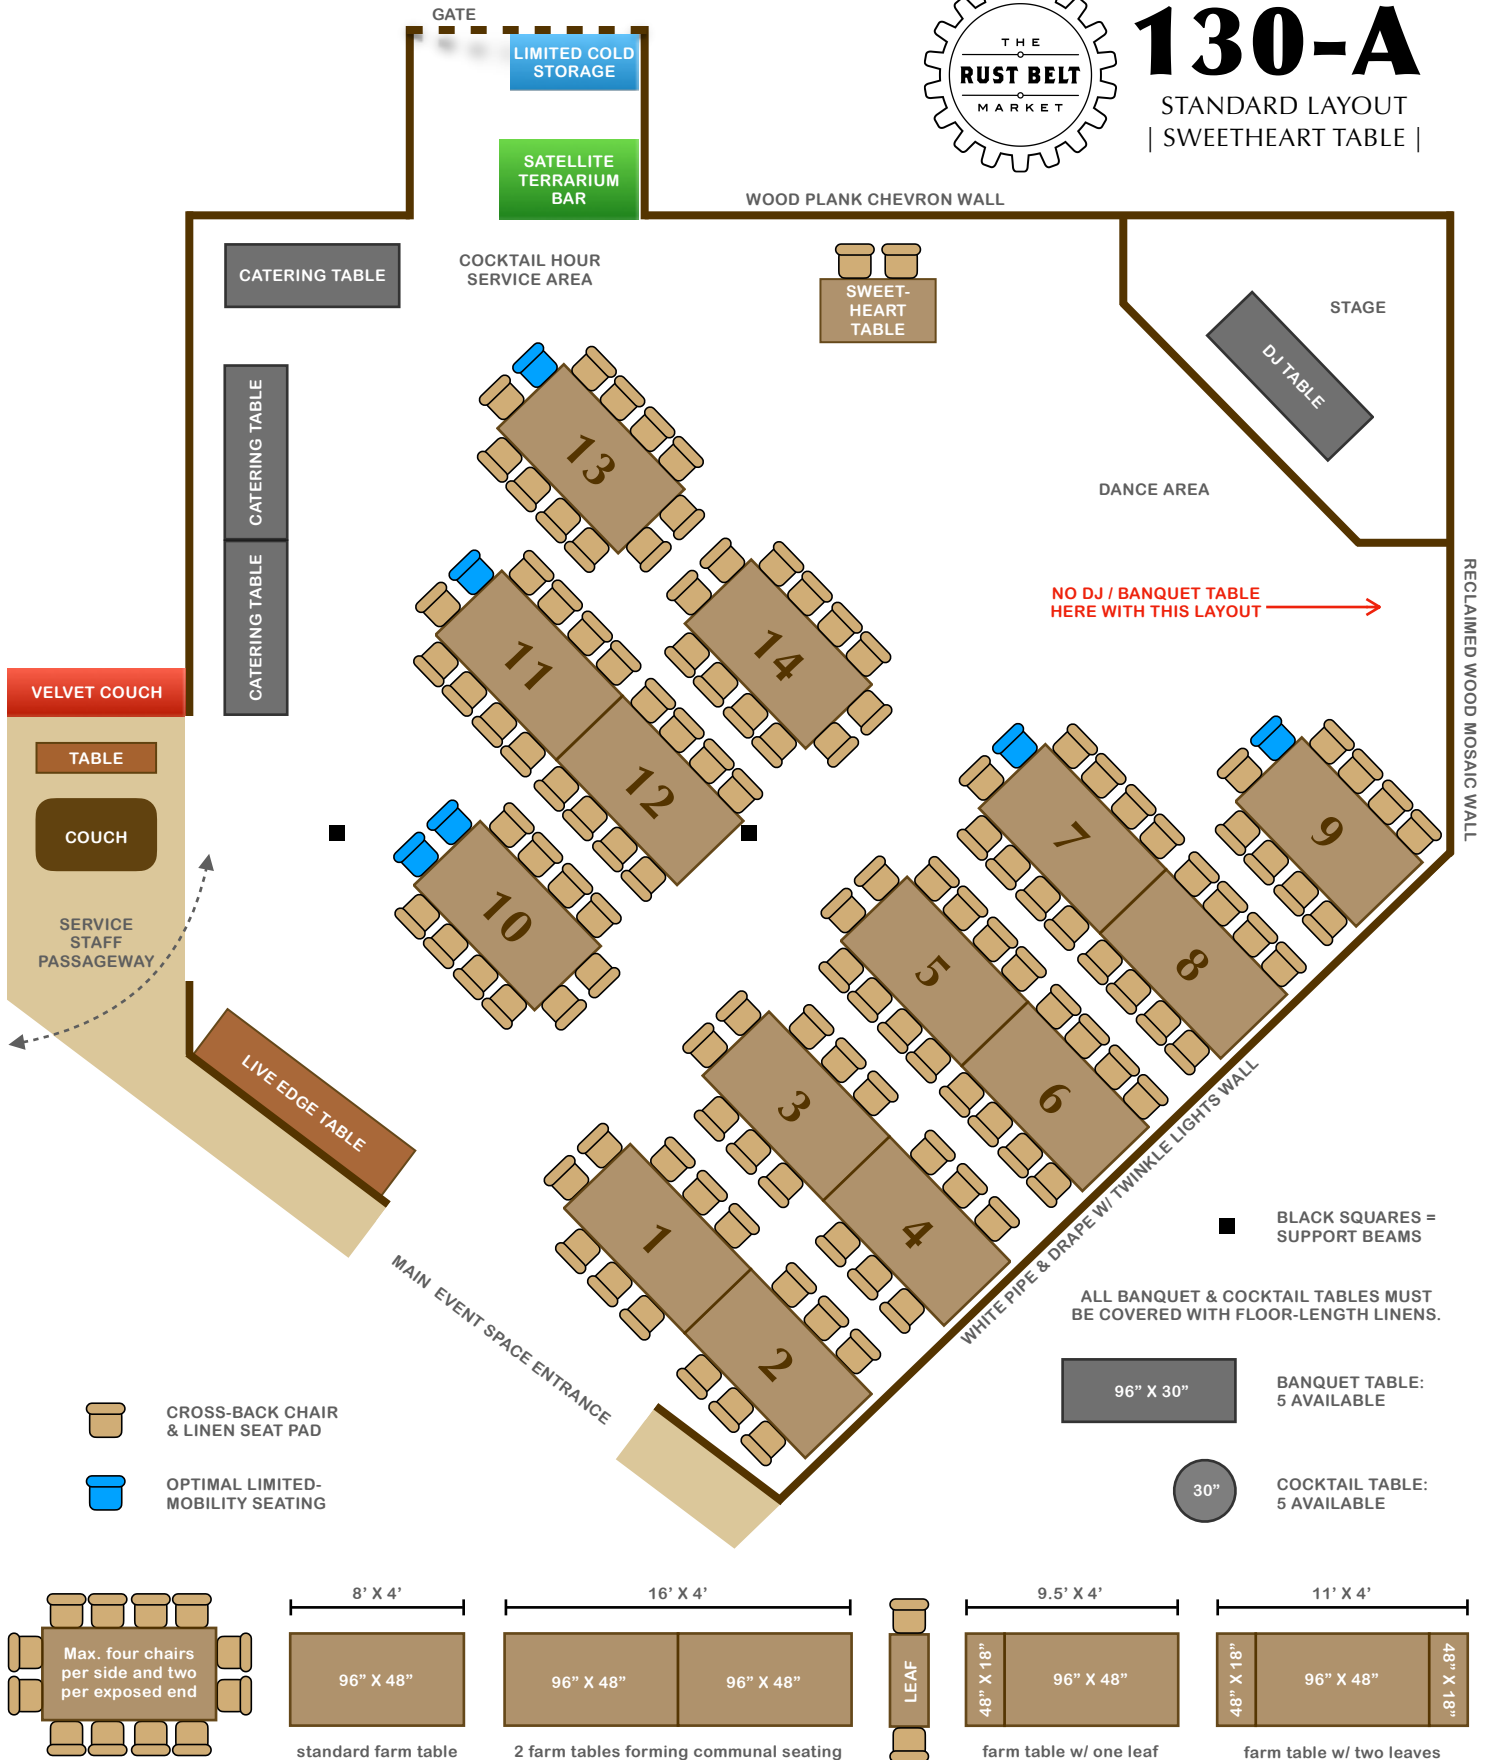 GATE
LIMITED COLD
STORAGE
THE
RUST BELT
MARKET
130-A
STANDARD LAYOUT
| SWEETHEART TABLE |
SATELLITE
TERRARIUM
BAR
WOOD PLANK CHEVRON WALL
CATERING TABLE
COCKTAIL HOUR
SERVICE AREA
SWEET-
HEART
TABLE
STAGE
DJ TABLE
CATERING TABLE
CATERING TABLE
13
DANCE AREA
NO DJ / BANQUET TABLE
HERE WITH THIS LAYOUT
RECLAIMED WOOD MOSAIC WALL
11
14
12
VELVET COUCH
TABLE
COUCH
SERVICE
STAFF
PASSAGEWAY
10
7
9
5
8
3
6
1
4
2
LIVE EDGE TABLE
MAIN EVENT SPACE ENTRANCE
WHITE PIPE & DRAPE W/ TWINKLE LIGHTS WALL
BLACK SQUARES =
SUPPORT BEAMS
ALL BANQUET & COCKTAIL TABLES MUST
BE COVERED WITH FLOOR-LENGTH LINENS.
96” X 30”
BANQUET TABLE:
5 AVAILABLE
30”
COCKTAIL TABLE:
5 AVAILABLE
CROSS-BACK CHAIR
& LINEN SEAT PAD
OPTIMAL LIMITED-
MOBILITY SEATING
Max. four chairs
per side and two
per exposed end
8’ X 4’
96” X 48”
standard farm table
16’ X 4’
96” X 48”
96” X 48”
2 farm tables forming communal seating
LEAF
9.5’ X 4’
48” X 18”
96” X 48”
farm table w/ one leaf
11’ X 4’
48” X 18”
96” X 48”
48” X 18”
farm table w/ two leaves